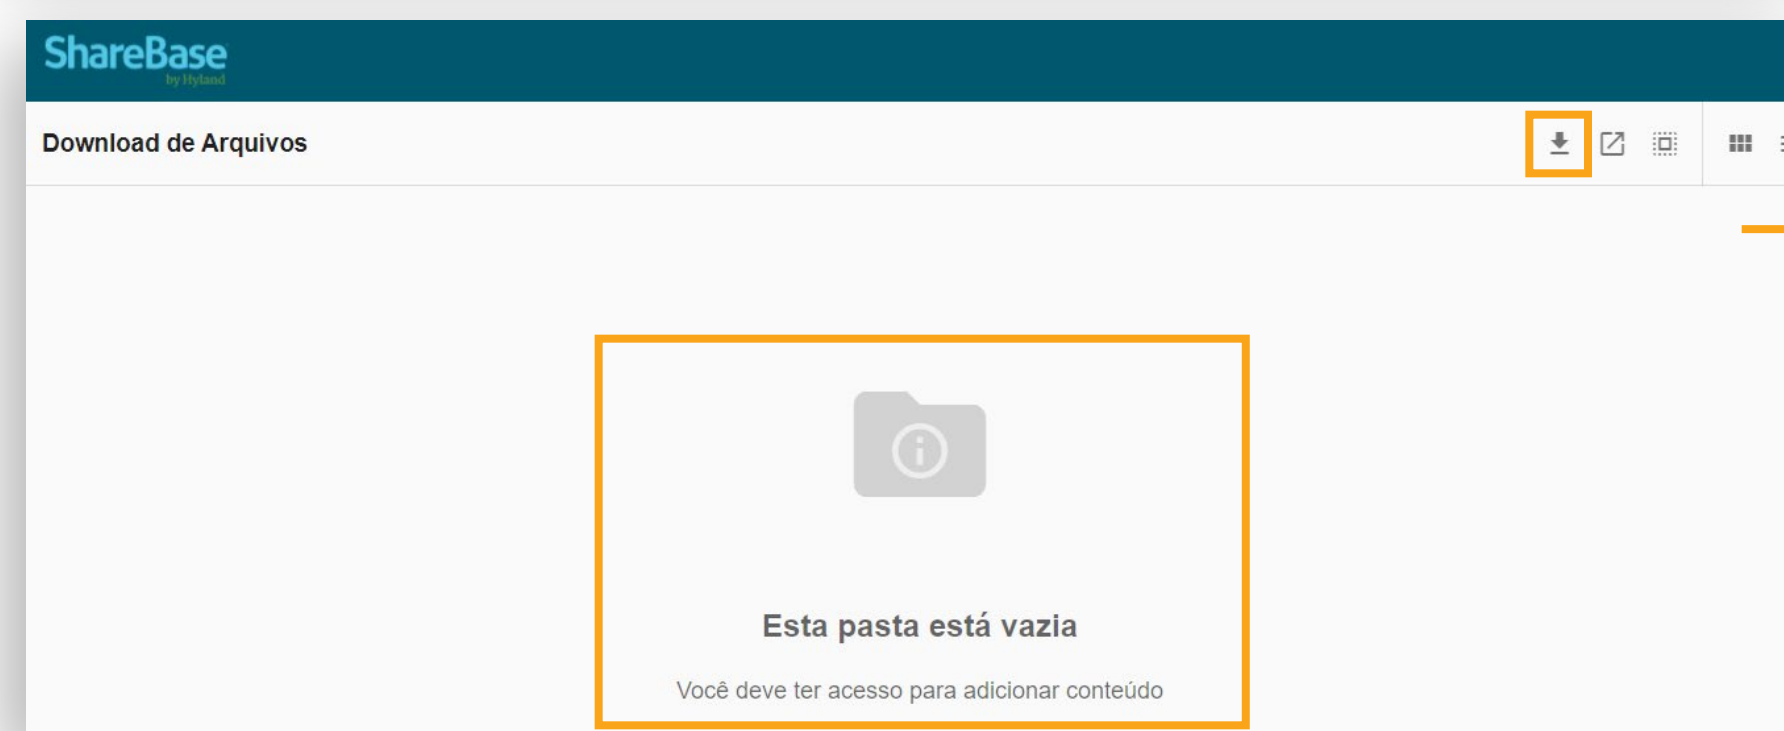 ShareBase
by Hyland
Download de Arquivos
Esta pasta está vazia
Você deve ter acesso para adicionar conteúdo